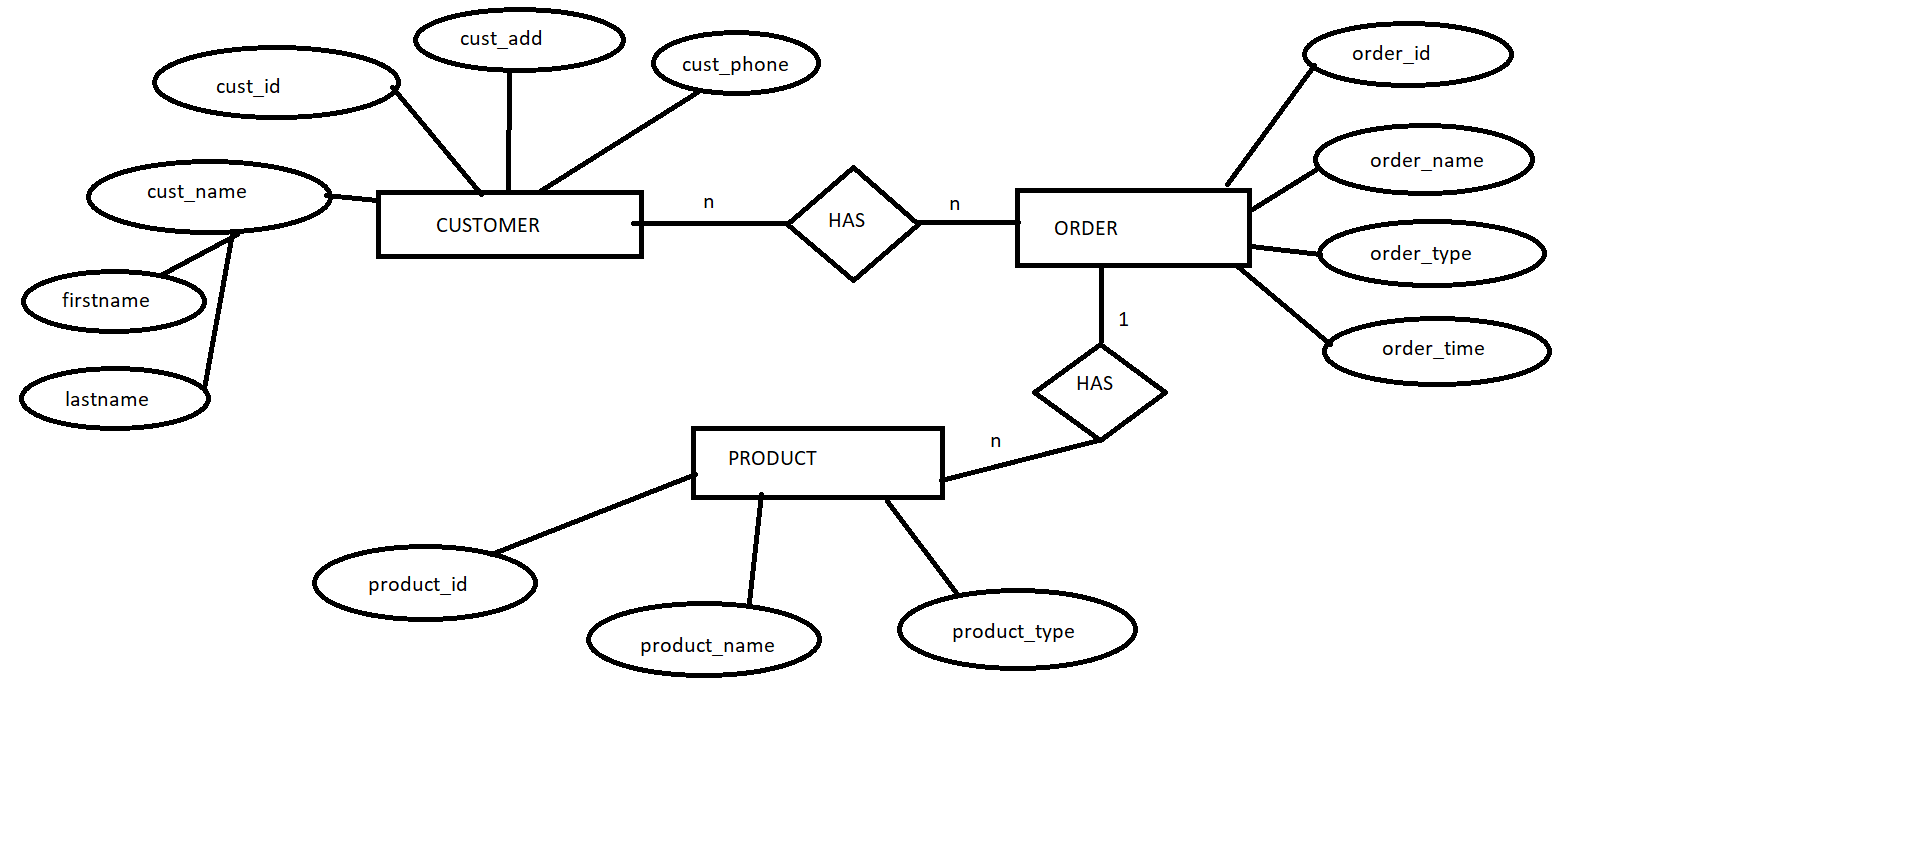 cust_add
order_id
cust_phone
cust_id
order_name
cust_name
n
n
HAS
CUSTOMER
ORDER
order_type
firstname
1
order_time
HAS
lastname
n
PRODUCT
product_id
product_type
product_name